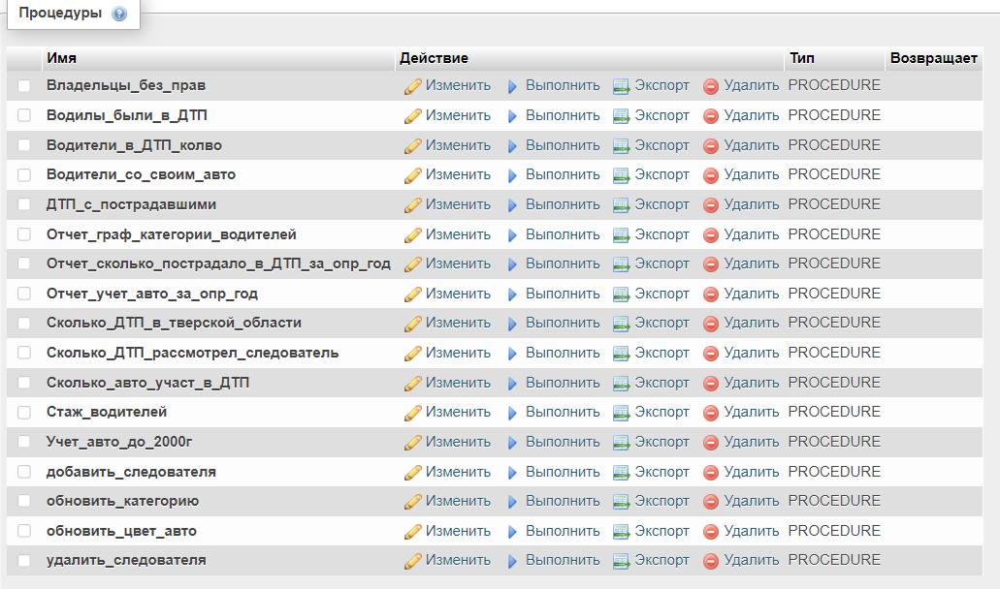 Процедуры
Имя Действие Тип Возвращает
Владельцы_без_прав Изменить Выполнить Экспорт Удалить PROCEDURE
Водилы_были_в_ДТП Изменить Выполнить Экспорт Удалить PROCEDURE
Водители_в_ДТП_колво Изменить Выполнить Экспорт Удалить PROCEDURE
Водители_со_своим_авто Изменить Выполнить Экспорт Удалить PROCEDURE
ДТП_с_пострадавшими Изменить Выполнить Экспорт Удалить PROCEDURE
Отчет_граф_категории_водителей Изменить Выполнить Экспорт Удалить PROCEDURE
Отчет_сколько_пострадало_в_ДТП_за_опр_год Изменить Выполнить Экспорт Удалить PROCEDURE
Отчет_учет_авто_за_опр_год Изменить Выполнить Экспорт Удалить PROCEDURE
Сколько_ДТП_в_тверской_области Изменить Выполнить Экспорт Удалить PROCEDURE
Сколько_ДТП_рассмотрел_следователь Изменить Выполнить Экспорт Удалить PROCEDURE
Сколько_авто_участ_в_ДТП Изменить Выполнить Экспорт Удалить PROCEDURE
Стаж_водителей Изменить Выполнить Экспорт Удалить PROCEDURE
Учет_авто_до_2000г Изменить Выполнить Экспорт Удалить PROCEDURE
добавить_следователя Изменить Выполнить Экспорт Удалить PROCEDURE
обновить_категорию Изменить Выполнить Экспорт Удалить PROCEDURE
обновить_цвет_авто Изменить Выполнить Экспорт Удалить PROCEDURE
удалить_следователя Изменить Выполнить Экспорт Удалить PROCEDURE